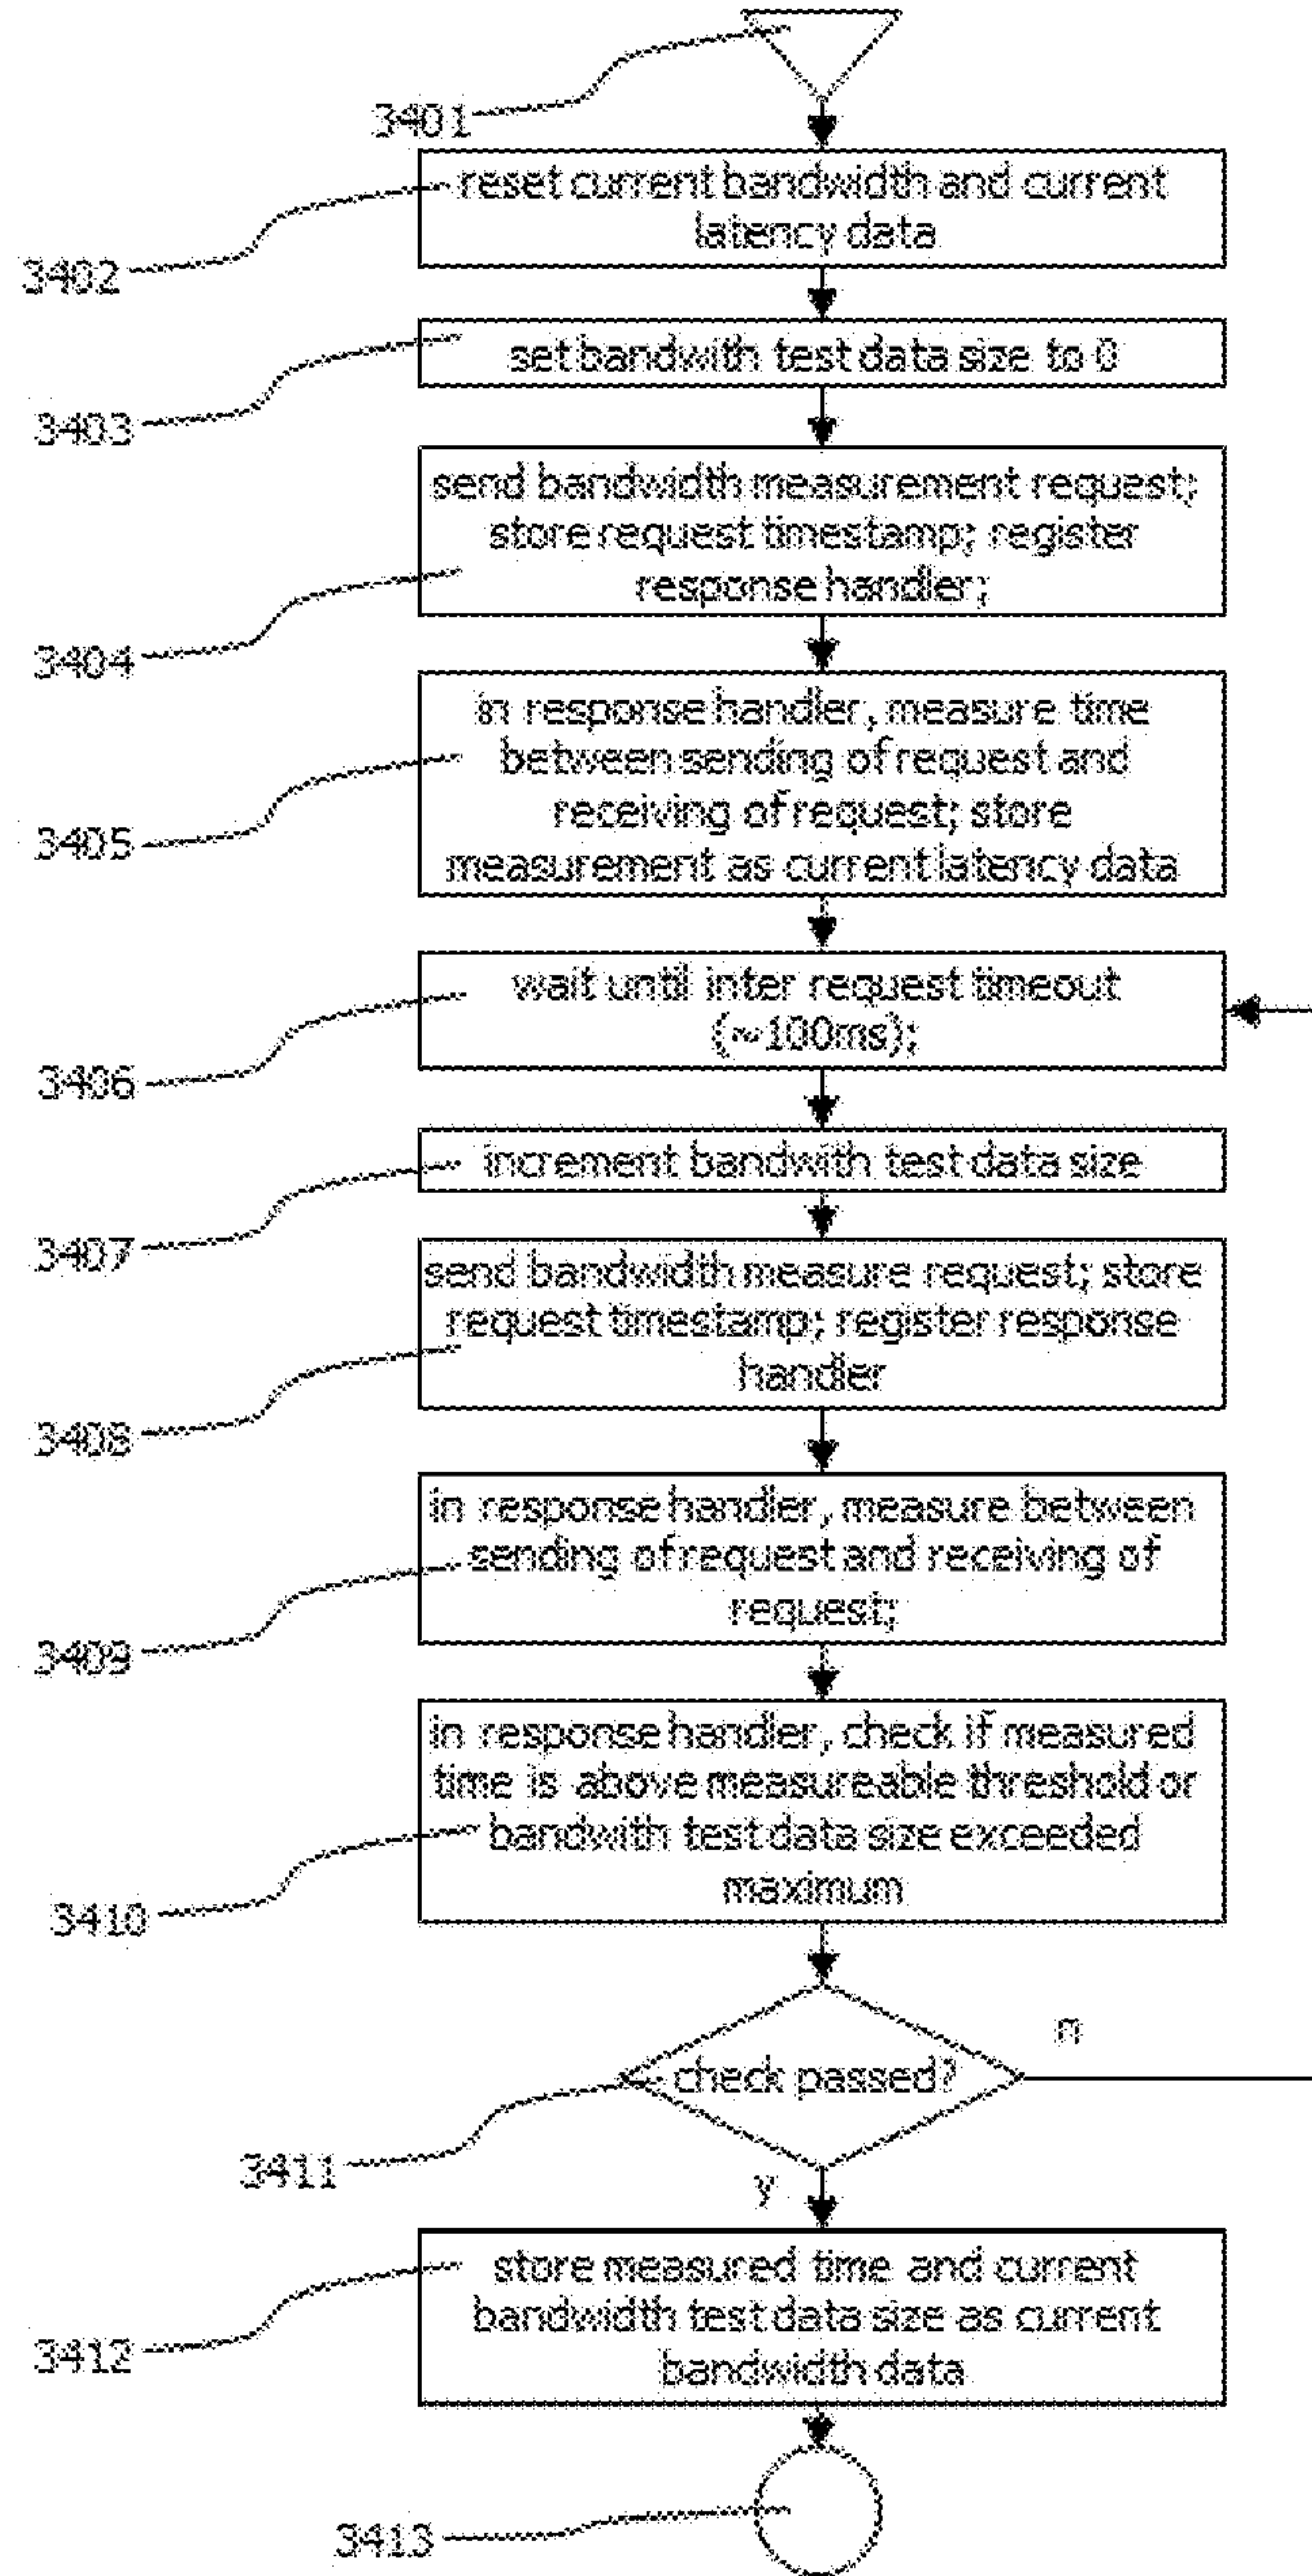 3401
reset current bandwidth and current
latency data
3402
set bandwith test data size to 0
3403
send bandwidth measurement request;
store request timestamp; register
response handler;
3404
in response handler, measure time
between sending of request and
receiving of request; store
measurement as current latency data
3405
wait until inter request timeout
(~100ms);
3406
increment bandwith test data size
3407
send bandwidth measure request; store
request timestamp; register response
handler
3408
in response handler, measure between
sending of request and receiving of
request;
3409
in response handler, check if measured
time is above measureable threshold or
bandwith test data size exceeded
maximum
3410
n
check passed?
3411
y
store measured time and current
bandwidth test data size as current
bandwidth data
3412
3413